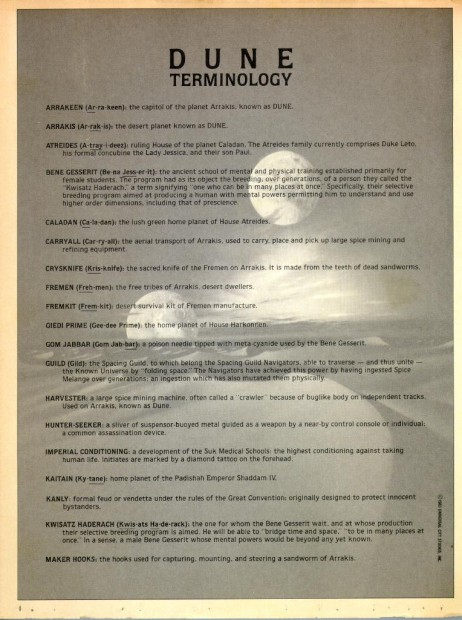 DUNE
TERMINOLOGY
ARRAKEEN (Ar-ra-keen): the capitol of the planet Arrakis, known as DUNE.
ARRAKIS (Ar-rak-is): the desert planet known as DUNE.
ATREIDES (A-tray-i-deez): ruling House of the planet Caladan. The Atreides family currently comprises Duke Leto,
his formal concubine the Lady Jessica, and their son Paul.
BENE GESSERIT (Be-ne Jess-er-it): the ancient school of mental and physical training established primarily for
female students. The program had as its object the breeding, over generations, of a person they called the
"Kwisatz Haderach," a term signifying "one who can be in many places at once." Specifically, their selective
breeding program aimed at producing a human with mental powers permitting him to understand and use
higher order dimensions, including that of prescience.
CALADAN (Ca-la-dan): the lush green home planet of House Atreides.
CARRYALL (Car-ry-all): the aerial transport of Arrakis, used to carry, place and pick up large spice mining and
refining equipment.
CRYSKNIFE (Kris-knife): the sacred knife of the Fremen on Arrakis. It is made from the teeth of dead sandworms.
FREMEN (Freh-men): the free tribes of Arrakis, desert dwellers.
FREMKIT (Frem-kit): desert survival kit of Fremen manufacture.
GIEDI PRIME (Gee-dee Prime): the home planet of House Harkonnen.
GOM JABBAR (Gom Jab-bar): a poison needle tipped with meta cyanide used by the Bene Gesserit.
GUILD (Gild): the Spacing Guild, to which belong the Spacing Guild Navigators, able to traverse — and thus unite —
the Known Universe by "folding space." The Navigators have achieved this power by having ingested Spice
Melange over generations; an ingestion which has also mutated them physically.
HARVESTER: a large spice mining machine, often called a "crawler" because of buglike body on independent tracks.
Used on Arrakis, known as Dune.
HUNTER-SEEKER: a sliver of suspensor-buoyed metal guided as a weapon by a near-by control console or individual;
a common assassination device.
IMPERIAL CONDITIONING: a development of the Suk Medical Schools: the highest conditioning against taking
human life. Initiates are marked by a diamond tattoo on the forehead.
KAITAIN (Ky-tane): home planet of the Padishah Emperor Shaddam IV.
KANLY: formal feud or vendetta under the rules of the Great Convention; originally designed to protect innocent
bystanders.
KWISATZ HADERACH (Kwis-ats Ha-de-rack): the one for whom the Bene Gesserit wait, and at whose production
their selective breeding program is aimed. He will be able to "bridge time and space," "to be in many places at
once." In a sense, a male Bene Gesserit whose mental powers would be beyond any yet known.
MAKER HOOKS: the hooks used for capturing, mounting, and steering a sandworm of Arrakis.